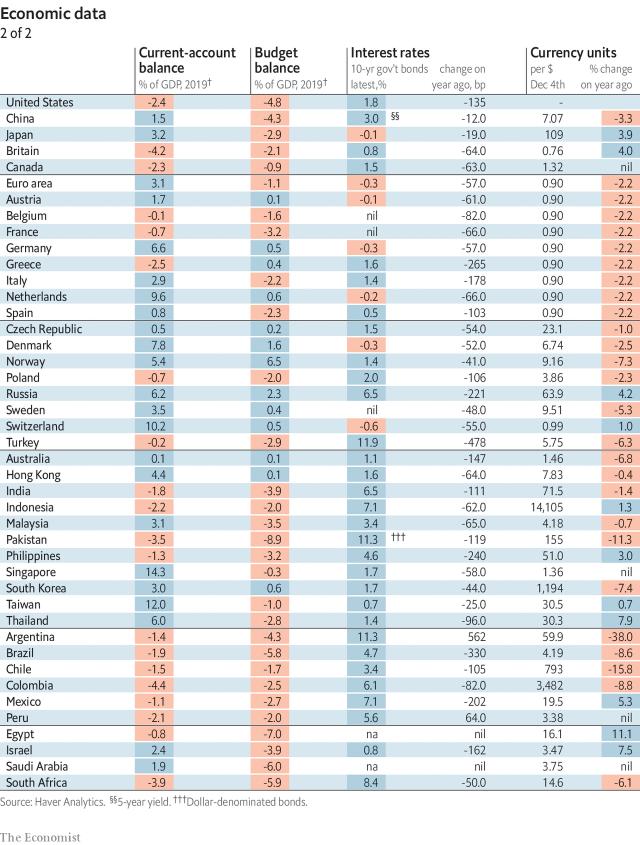 Economic data
2 of 2
Current-account Budget Interest rates Currency units
balance balance 10-yr gov't bonds change on per $ % change
% of GDP, 2019† % of GDP, 2019† latest,% year ago, bp Dec 4th on year ago
United States -2.4 -4.8 1.8 -135 -
China 1.5 -4.3 3.0 §§ -12.0 7.07 -3.3
Japan 3.2 -2.9 -0.1 -19.0 109 3.9
Britain -4.2 -2.1 0.8 -64.0 0.76 4.0
Canada -2.3 -0.9 1.5 -63.0 1.32 nil
Euro area 3.1 -1.1 -0.3 -57.0 0.90 -2.2
Austria 1.7 0.1 -0.1 -61.0 0.90 -2.2
Belgium -0.1 -1.6 nil -82.0 0.90 -2.2
France -0.7 -3.2 nil -66.0 0.90 -2.2
Germany 6.6 0.5 -0.3 -57.0 0.90 -2.2
Greece -2.5 0.4 1.6 -265 0.90 -2.2
Italy 2.9 -2.2 1.4 -178 0.90 -2.2
Netherlands 9.6 0.6 -0.2 -66.0 0.90 -2.2
Spain 0.8 -2.3 0.5 -103 0.90 -2.2
Czech Republic 0.5 0.2 1.5 -54.0 23.1 -1.0
Denmark 7.8 1.6 -0.3 -52.0 6.74 -2.5
Norway 5.4 6.5 1.4 -41.0 9.16 -7.3
Poland -0.7 -2.0 2.0 -106 3.86 -2.3
Russia 6.2 2.3 6.5 -221 63.9 4.2
Sweden 3.5 0.4 nil -48.0 9.51 -5.3
Switzerland 10.2 0.5 -0.6 -55.0 0.99 1.0
Turkey -0.2 -2.9 11.9 -478 5.75 -6.3
Australia 0.1 0.1 1.1 -147 1.46 -6.8
Hong Kong 4.4 0.1 1.6 -64.0 7.83 -0.4
India -1.8 -3.9 6.5 -111 71.5 -1.4
Indonesia -2.2 -2.0 7.1 -62.0 14,105 1.3
Malaysia 3.1 -3.5 3.4 -65.0 4.18 -0.7
Pakistan -3.5 -8.9 11.3 ††† -119 155 -11.3
Philippines -1.3 -3.2 4.6 -240 51.0 3.0
Singapore 14.3 -0.3 1.7 -58.0 1.36 nil
South Korea 3.0 0.6 1.7 -44.0 1,194 -7.4
Taiwan 12.0 -1.0 0.7 -25.0 30.5 0.7
Thailand 6.0 -2.8 1.4 -96.0 30.3 7.9
Argentina -1.4 -4.3 11.3 562 59.9 -38.0
Brazil -1.9 -5.8 4.7 -330 4.19 -8.6
Chile -1.5 -1.7 3.4 -105 793 -15.8
Colombia -4.4 -2.5 6.1 -82.0 3,482 -8.8
Mexico -1.1 -2.7 7.1 -202 19.5 5.3
Peru -2.1 -2.0 5.6 64.0 3.38 nil
Egypt -0.8 -7.0 na nil 16.1 11.1
Israel 2.4 -3.9 0.8 -162 3.47 7.5
Saudi Arabia 1.9 -6.0 na nil 3.75 nil
South Africa -3.9 -5.9 8.4 -50.0 14.6 -6.1
Source: Haver Analytics. §§5-year yield. †††Dollar-denominated bonds.
The Economist